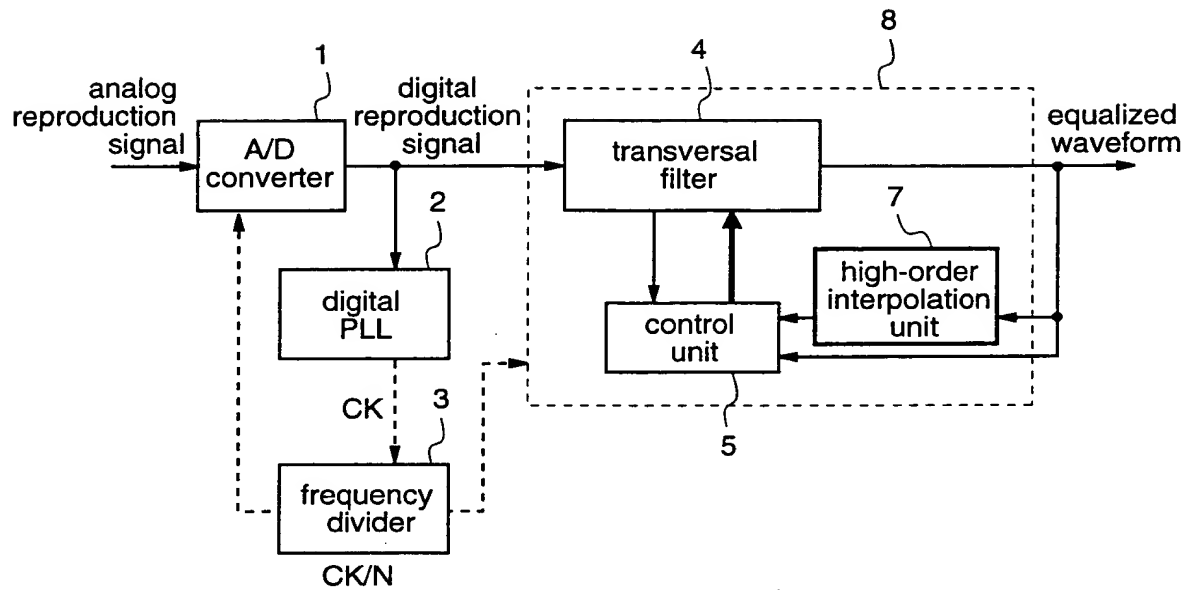 8
1
4
analog
reproduction
signal
digital
reproduction
signal
equalized
waveform
A/D
converter
transversal
filter
2
7
digital
PLL
high-order
interpolation
unit
control
unit
CK
3
5
frequency
divider
CK/N